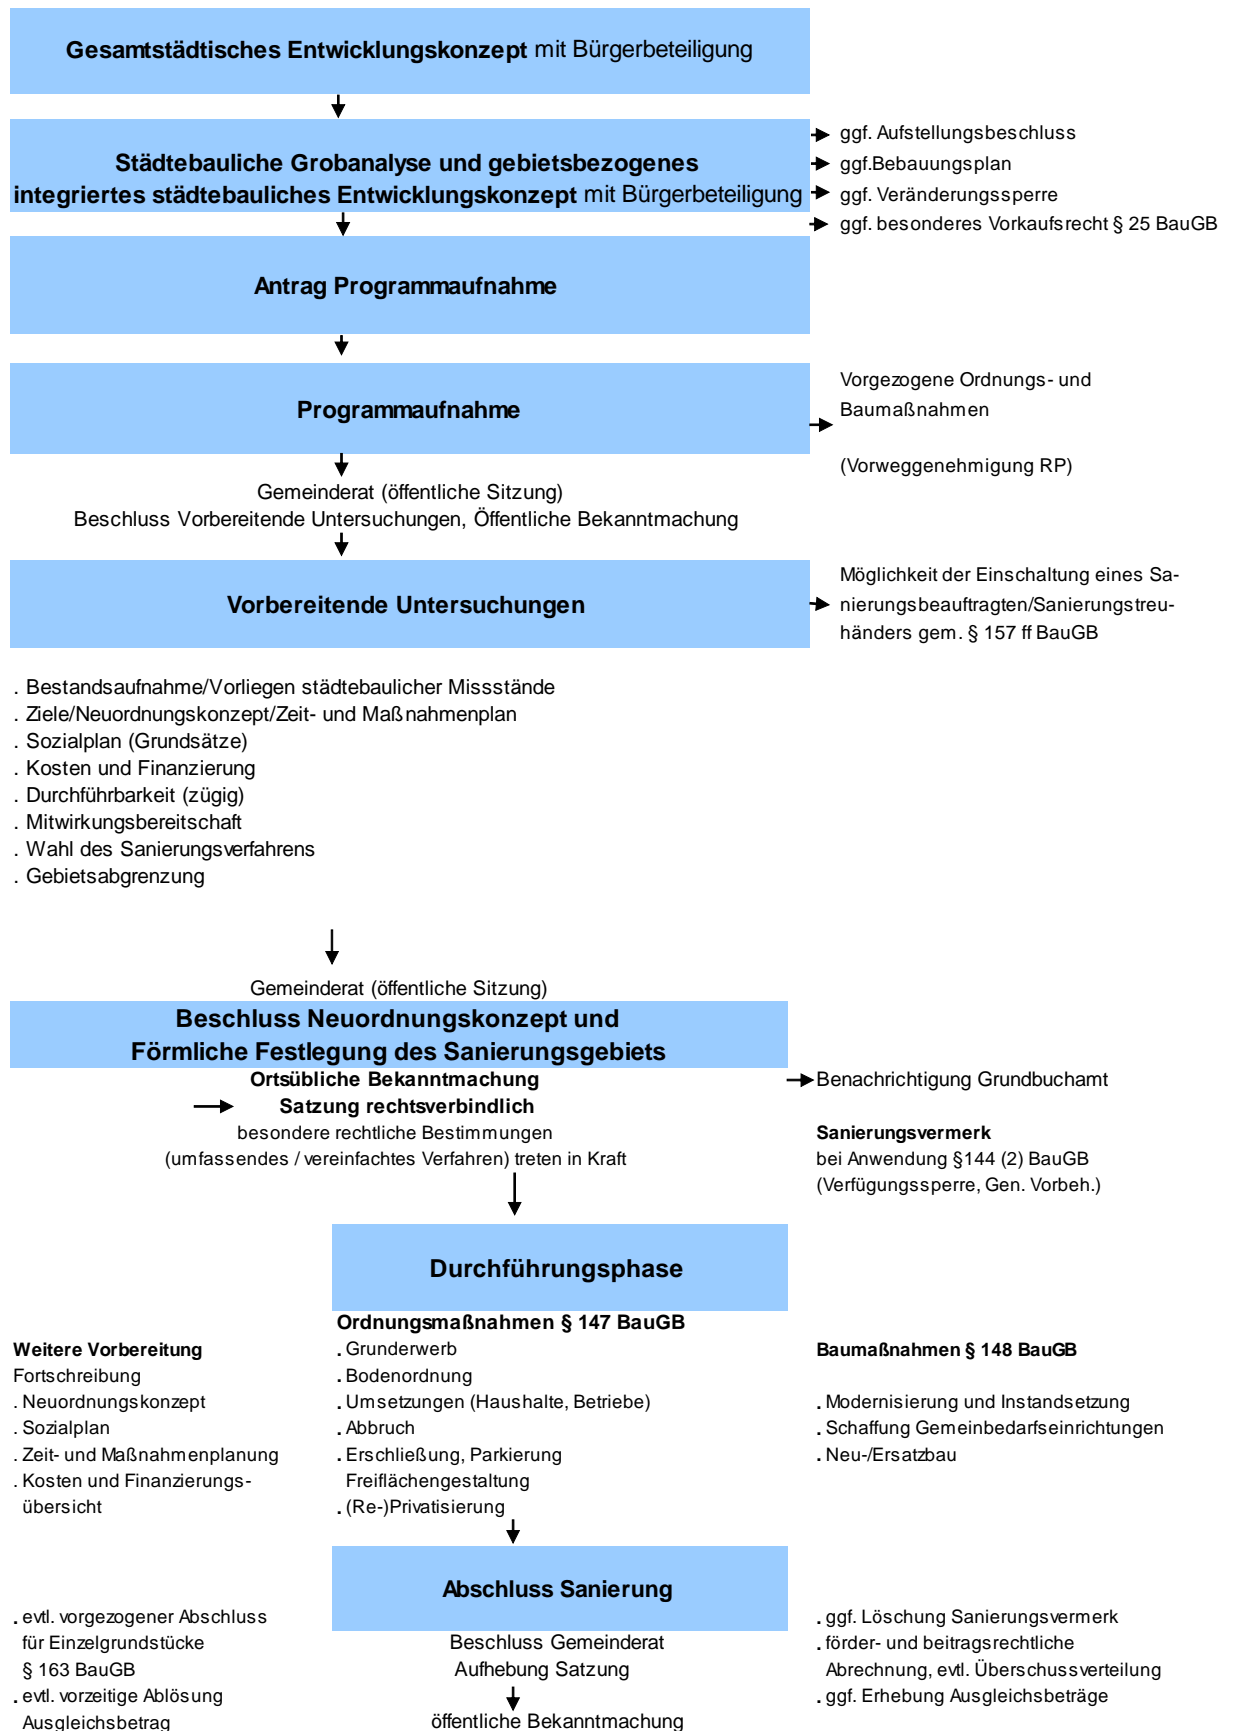 Gesamtstädtisches Entwicklungskonzept mit Bürgerbeteiligung
Städtebauliche Grobanalyse und gebietsbezogenes
integriertes städtebauliches Entwicklungskonzept mit Bürgerbeteiligung
ggf. Aufstellungsbeschluss
ggf.Bebauungsplan
ggf. Veränderungssperre
ggf. besonderes Vorkaufsrecht § 25 BauGB
Antrag Programmaufnahme
Programmaufnahme
Vorgezogene Ordnungs- und
Baumaßnahmen
(Vorweggenehmigung RP)
Gemeinderat (öffentliche Sitzung)
Beschluss Vorbereitende Untersuchungen, Öffentliche Bekanntmachung
Vorbereitende Untersuchungen
Möglichkeit der Einschaltung eines Sa-
nierungsbeauftragten/Sanierungstreu-
händers gem. § 157 ff BauGB
. Bestandsaufnahme/Vorliegen städtebaulicher Missstände
. Ziele/Neuordnungskonzept/Zeit- und Maßnahmenplan
. Sozialplan (Grundsätze)
. Kosten und Finanzierung
. Durchführbarkeit (zügig)
. Mitwirkungsbereitschaft
. Wahl des Sanierungsverfahrens
. Gebietsabgrenzung
Gemeinderat (öffentliche Sitzung)
Beschluss Neuordnungskonzept und
Förmliche Festlegung des Sanierungsgebiets
Ortsübliche Bekanntmachung
Satzung rechtsverbindlich
besondere rechtliche Bestimmungen
(umfassendes / vereinfachtes Verfahren) treten in Kraft
Benachrichtigung Grundbuchamt
Sanierungsvermerk
bei Anwendung §144 (2) BauGB
(Verfügungssperre, Gen. Vorbeh.)
Durchführungsphase
Weitere Vorbereitung
Fortschreibung
. Neuordnungskonzept
. Sozialplan
. Zeit- und Maßnahmenplanung
. Kosten und Finanzierungs-
übersicht
Ordnungsmaßnahmen § 147 BauGB
. Grunderwerb
. Bodenordnung
. Umsetzungen (Haushalte, Betriebe)
. Abbruch
. Erschließung, Parkierung
Freiflächengestaltung
. (Re-)Privatisierung
Baumaßnahmen § 148 BauGB
. Modernisierung und Instandsetzung
. Schaffung Gemeinbedarfseinrichtungen
. Neu-/Ersatzbau
Abschluss Sanierung
. evtl. vorgezogener Abschluss
für Einzelgrundstücke
§ 163 BauGB
. evtl. vorzeitige Ablösung
Ausgleichsbetrag
Beschluss Gemeinderat
Aufhebung Satzung
öffentliche Bekanntmachung
. ggf. Löschung Sanierungsvermerk
. förder- und beitragsrechtliche
Abrechnung, evtl. Überschussverteilung
. ggf. Erhebung Ausgleichsbeträge